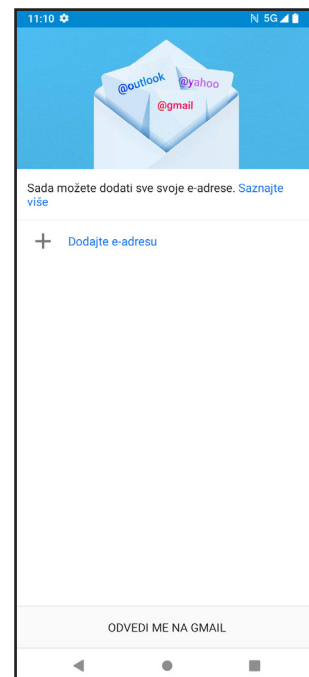 11:10 5G
@outlook @yahoo
@gmail
Sada možete dodati sve svoje e-adrese. Saznajte
više
Dodajte e-adresu
ODVEDI ME NA GMAIL